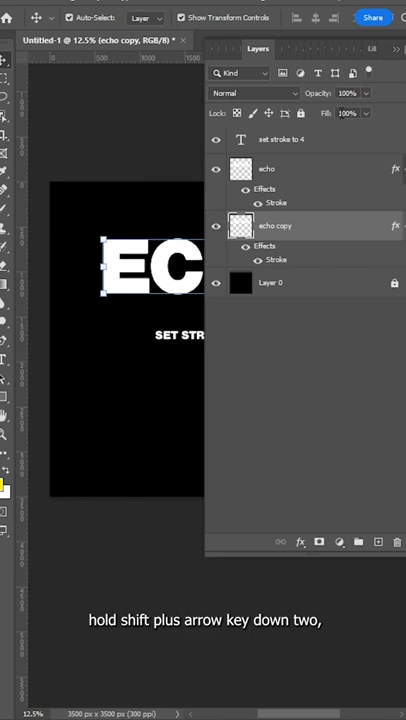 Auto-Select: Layer Show Transform Controls Share
Untitled-1 @ 12.5% (echo copy, RGB/8) * ×
Layers
Kind
Normal Opacity: 100%
Lock: Fill: 100%
set stroke to 4
echo fx
Effects
Stroke
echo copy fx
Effects
Stroke
Layer 0
EC
SET STR
hold shift plus arrow key down two,
12.5% 3500 px x 3500 px (300 ppi)